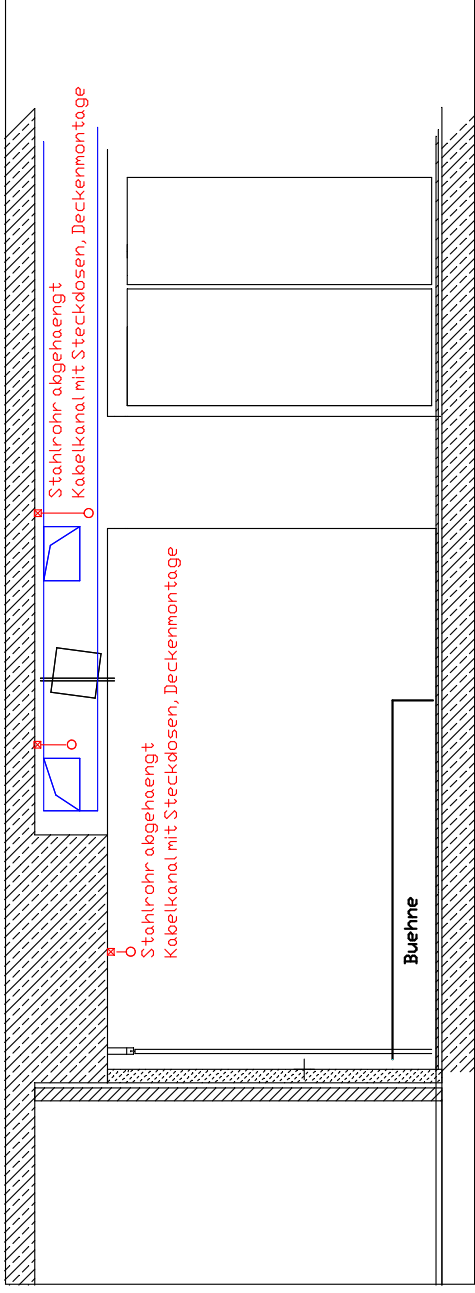 Stahlrohr abgehaengt
Kabelkanal mit Steckdosen, Deckenmontage
Stahlrohr abgehaengt
Kabelkanal mit Steckdosen, Deckenmontage
Buehne